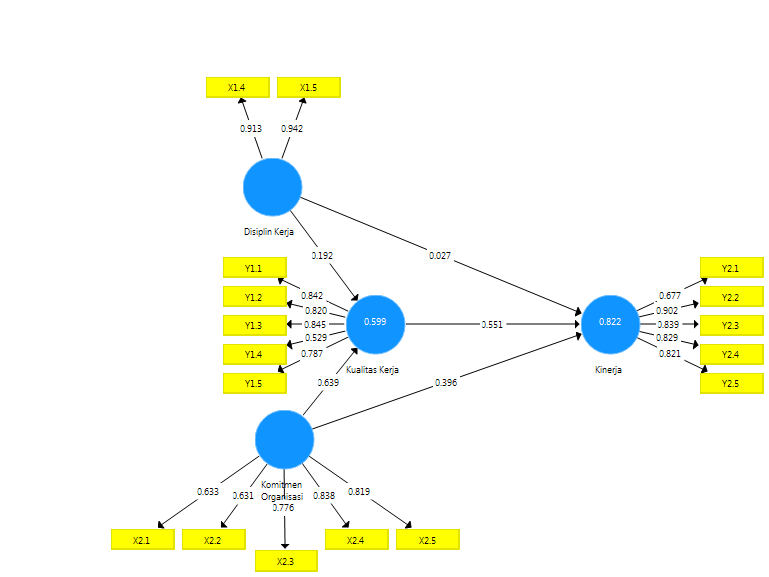 X1.4
X1.5
0.913
0.942
Disiplin Kerja
0.192
0.027
Y1.1
Y1.2
Y1.3
Y1.4
Y1.5
0.842
0.820
0.845
0.529
0.787
0.599
Kualitas Kerja
0.551
0.822
Kinerja
0.677
0.902
0.839
0.829
0.821
Y2.1
Y2.2
Y2.3
Y2.4
Y2.5
0.639
0.396
Komitmen
Organisasi
0.633
0.631
0.776
0.838
0.819
X2.1
X2.2
X2.3
X2.4
X2.5